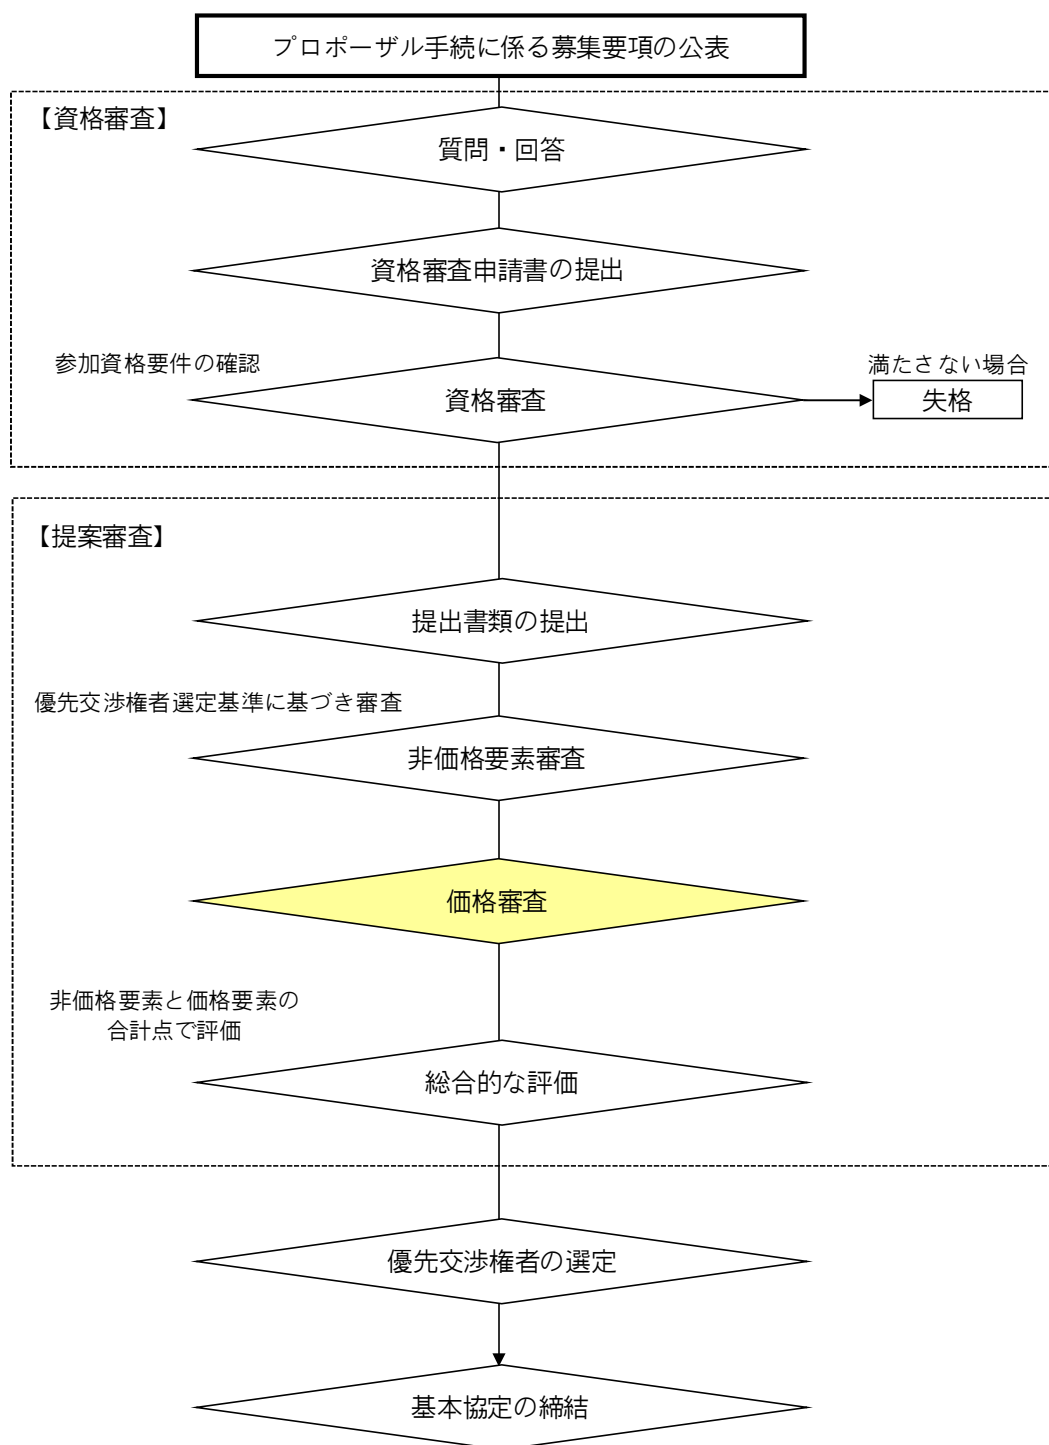 プロポーザル手続に係る募集要項の公表
【資格審査】
質問・回答
資格審査申請書の提出
参加資格要件の確認
満たさない場合
資格審査
失格
【提案審査】
提出書類の提出
優先交渉権者選定基準に基づき審査
非価格要素審査
価格審査
非価格要素と価格要素の
合計点で評価
総合的な評価
優先交渉権者の選定
基本協定の締結